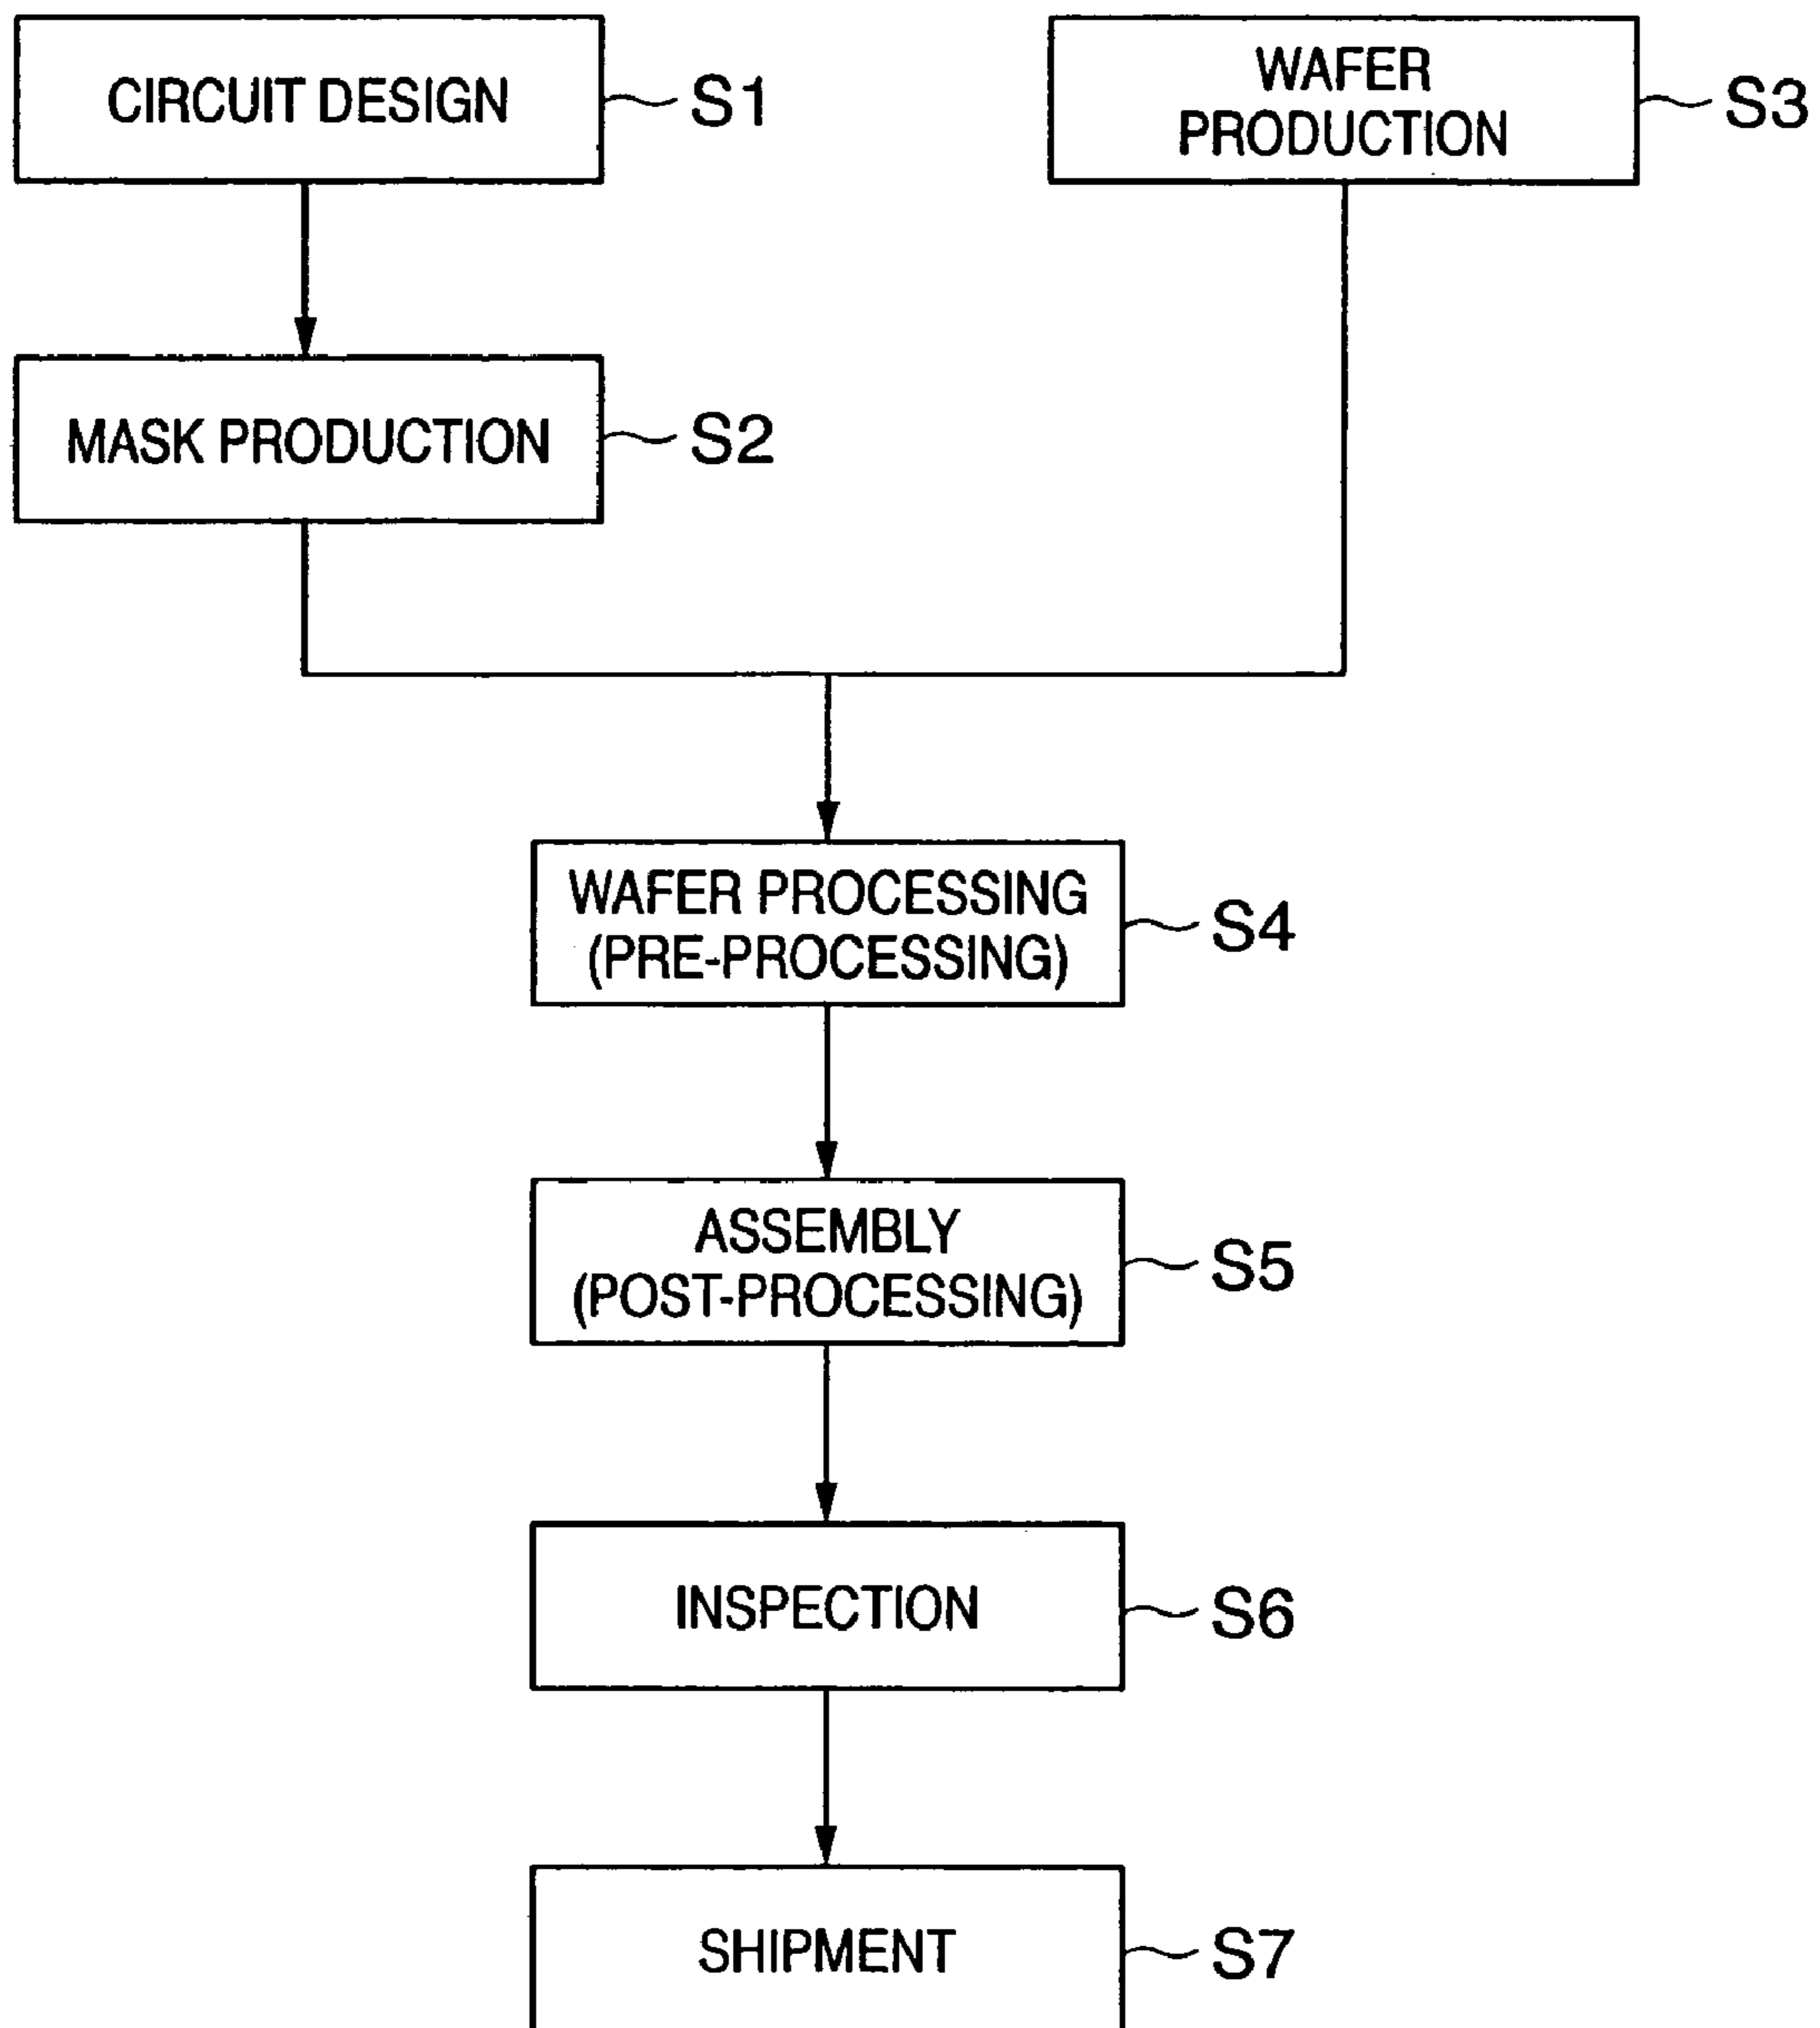 CIRCUIT DESIGN
S1
WAFER
PRODUCTION
S3
MASK PRODUCTION
S2
WAFER PROCESSING
(PRE-PROCESSING)
S4
ASSEMBLY
(POST-PROCESSING)
S5
INSPECTION
S6
SHIPMENT
S7